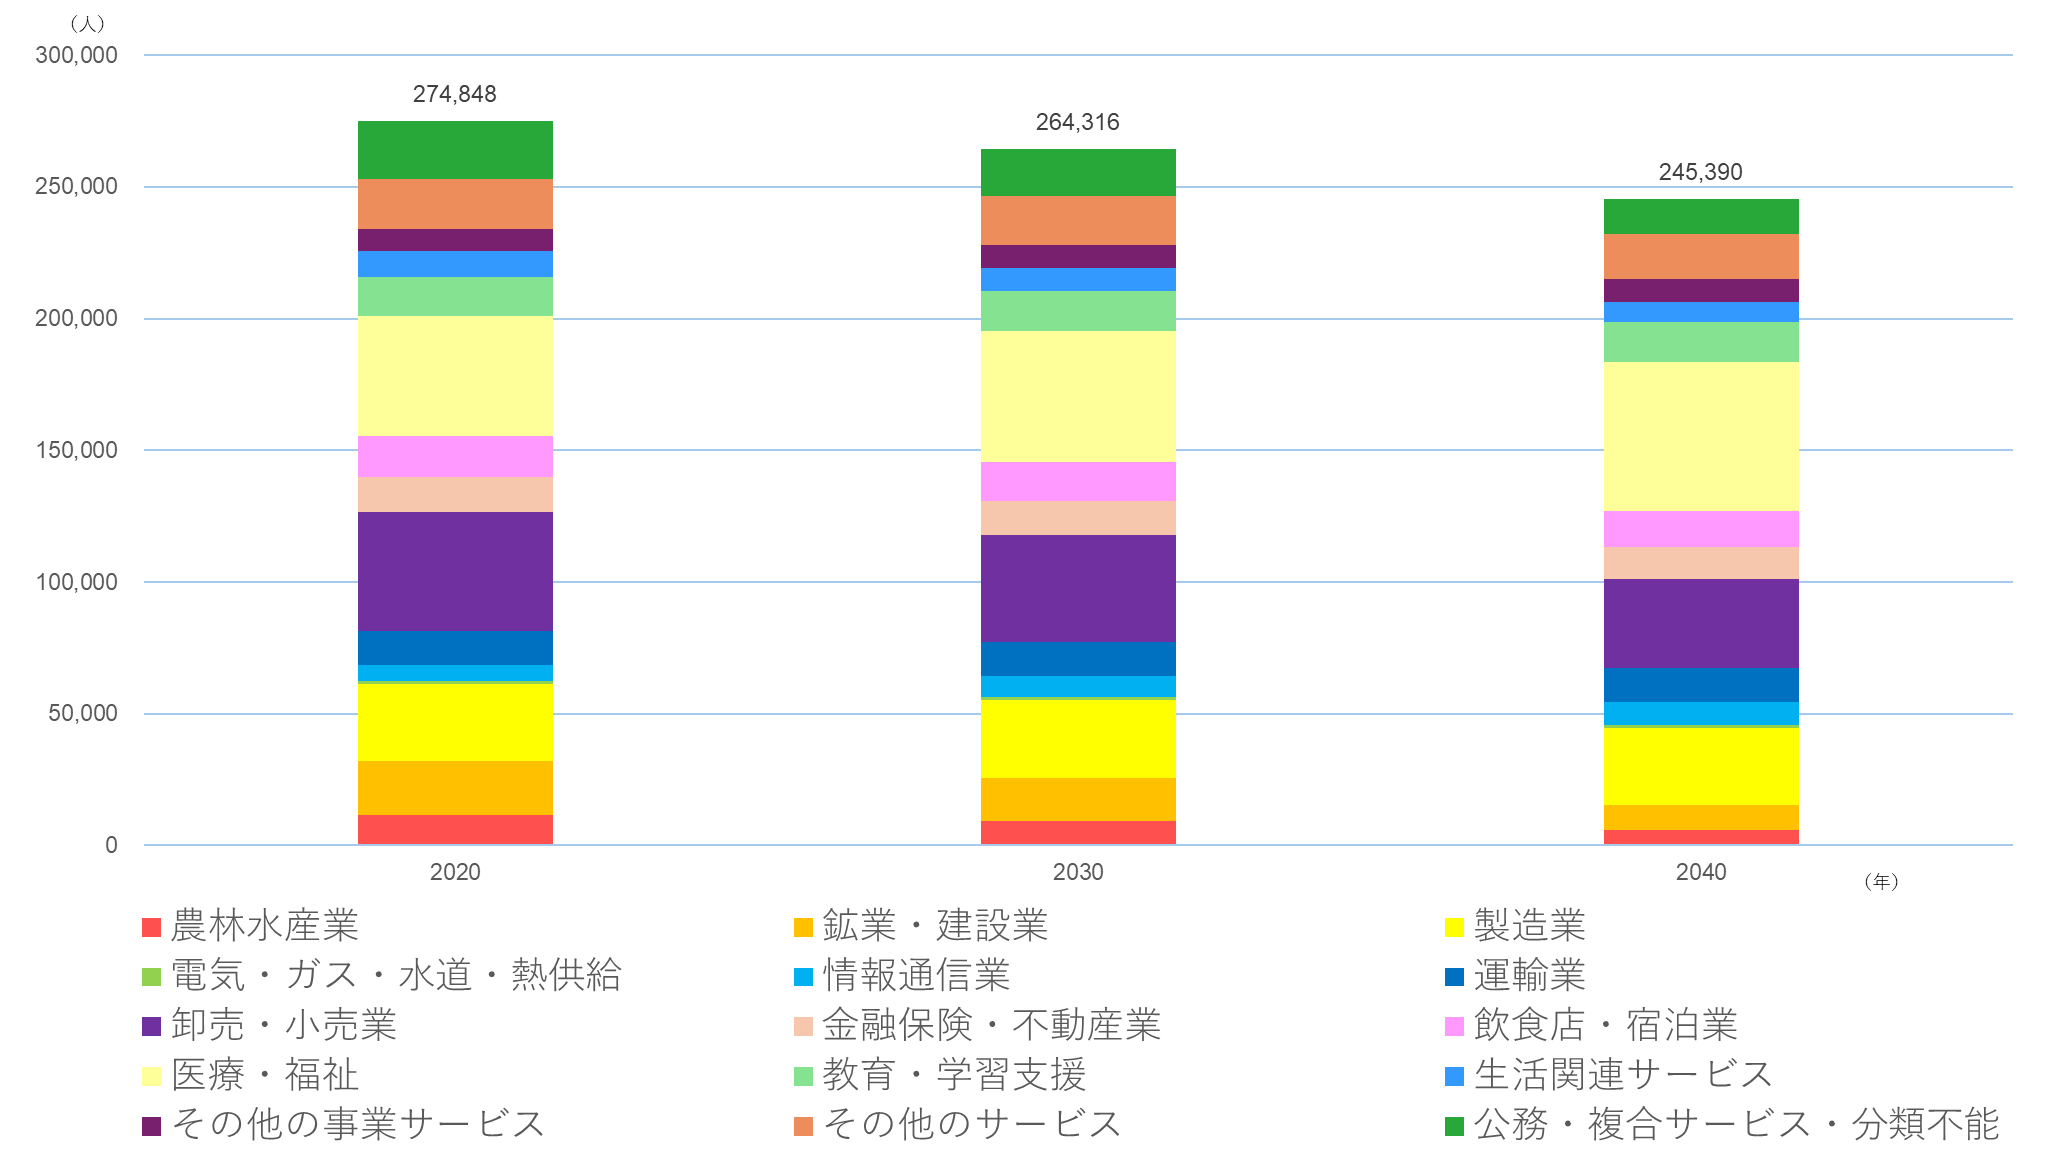 （人）
300,000
274,848
264,316
250,000
245,390
200,000
150,000
100,000
50,000
0
2020
2030
2040
（年）
農林水産業
鉱業・建設業
製造業
電気・ガス・水道・熱供給
情報通信業
運輸業
卸売・小売業
金融保険・不動産業
飲食店・宿泊業
医療・福祉
教育・学習支援
生活関連サービス
その他の事業サービス
その他のサービス
公務・複合サービス・分類不能